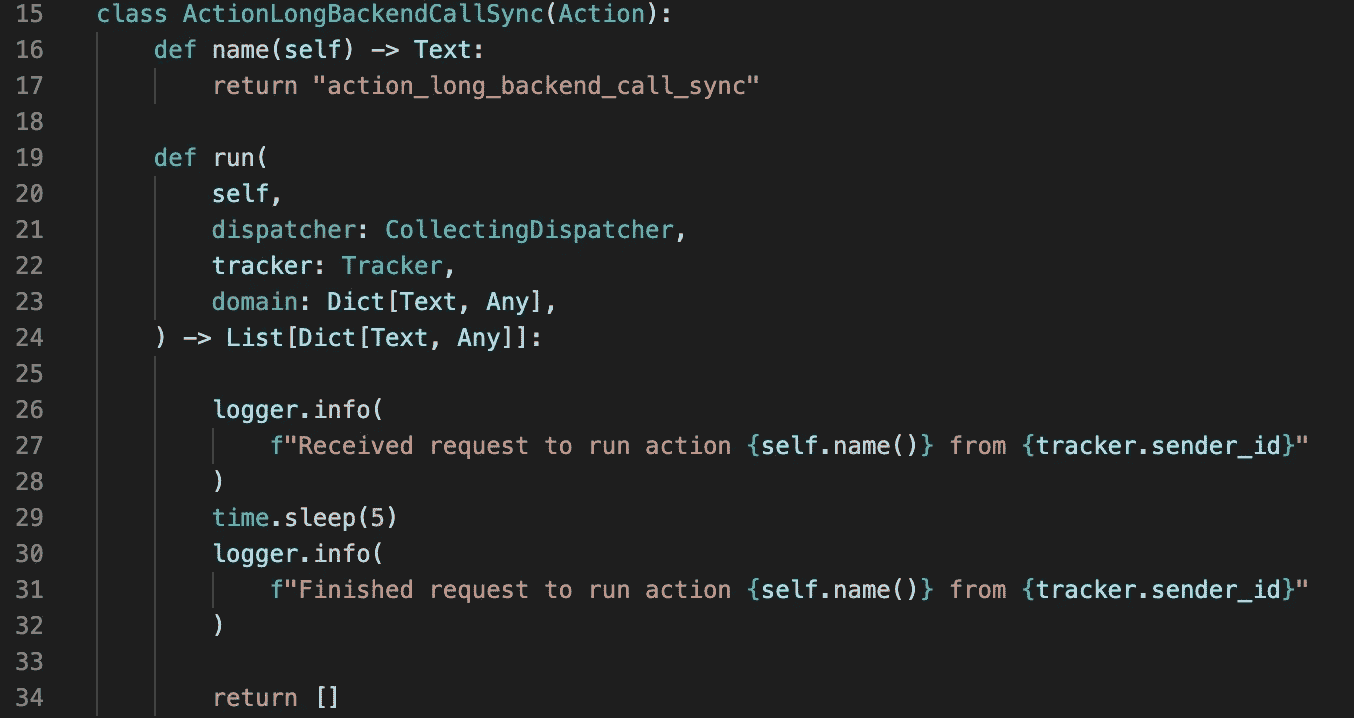 15 class ActionLongBackendCallSync(Action):
16     def name(self) -> Text:
17         return "action_long_backend_call_sync"
18
19     def run(
20         self,
21         dispatcher: CollectingDispatcher,
22         tracker: Tracker,
23         domain: Dict[Text, Any],
24     ) -> List[Dict[Text, Any]]:
25
26         logger.info(
27             f"Received request to run action {self.name()} from {tracker.sender_id}"
28         )
29         time.sleep(5)
30         logger.info(
31             f"Finished request to run action {self.name()} from {tracker.sender_id}"
32         )
33
34         return []